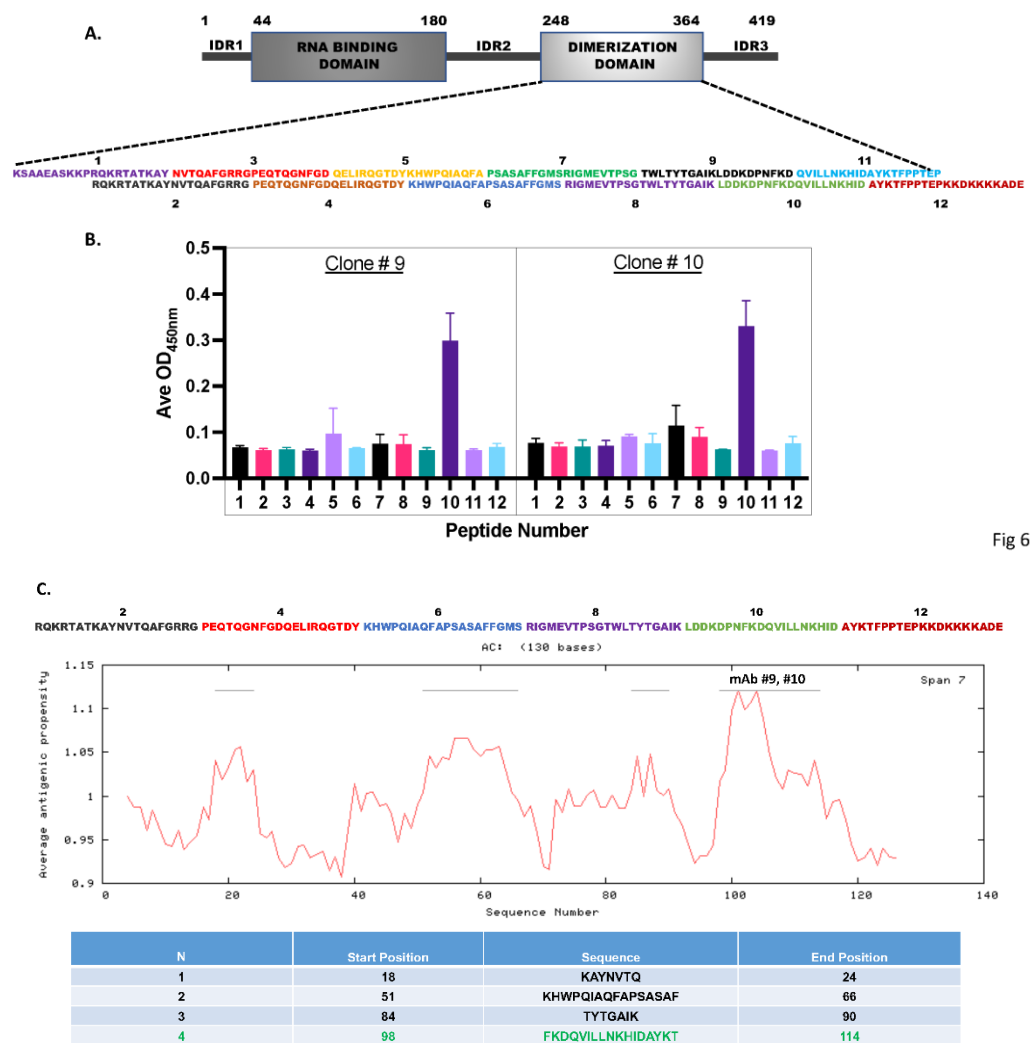 A.
1 44 180 248 364 419
IDR1 RNA BINDING DOMAIN IDR2 DIMERIZATION DOMAIN IDR3
1 3 5 7 9 11
KSAAEASKKPRQKRTATKAY NVTQAFGRRGPEQTQGNFGD QELIRQGTDYKHWPQIAQFA PSASAFFGMSRIGMEVTPSG TWLTYTGAIKLDDKDPNFKD QVILLNKHIDAYKTFPPTEP
RQKRTATKAYNVTQAFGRRG PEQTQGNFGDQELIRQGTDY KHWPQIAQFAPSASAFFGMS RIGMEVTPSGTWLTYTGAIK LDDKDPNFKDQVILLNKHID AYKTFPPTEPKKDKKKKADE
2 4 6 8 10 12
B.
Clone # 9 Clone # 10
Ave OD450nm
0.5
0.4
0.3
0.2
0.1
0.0
1 2 3 4 5 6 7 8 9 10 11 12 1 2 3 4 5 6 7 8 9 10 11 12
Peptide Number
Fig 6
C.
2 4 6 8 10 12
RQKRTATKAYNVTQAFGRRG PEQTQGNFGDQELIRQGTDY KHWPQIAQFAPSASAFFGMS RIGMEVTPSGTWLTYTGAIK LDDKDPNFKDQVILLNKHID AYKTFPPTEPKKDKKKKADE
AC: (130 bases)
mAb #9, #10
Span 7
Average antigenic propensity
1.15
1.1
1.05
1
0.95
0.9
0 20 40 60 80 100 120 140
Sequence Number
N Start Position Sequence End Position
1 18 KAYNVTQ 24
2 51 KHWPQIAQFAPSASAF 66
3 84 TYTGAIK 90
4 98 FKDQVILLNKHIDAYKT 114